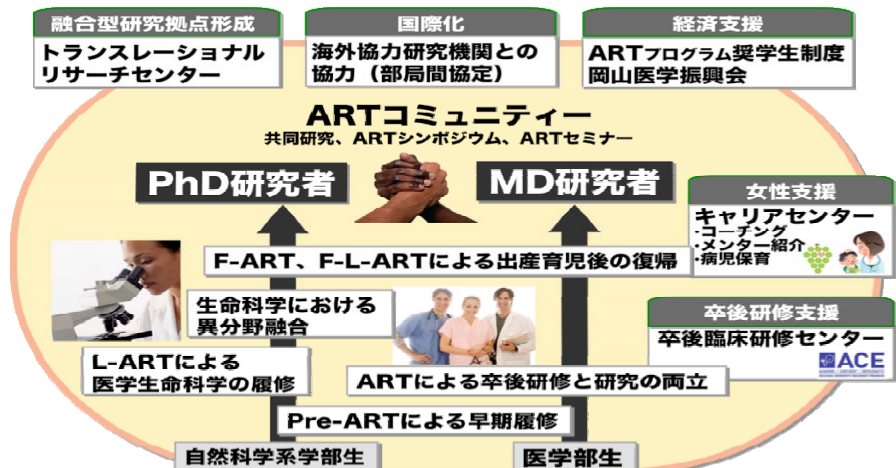 融合型研究拠点形成
トランスレーショナル
リサーチセンター
国際化
海外協力研究機関との
協力（部局間協定）
経済支援
ARTプログラム奨学生制度
岡山医学振興会
ARTコミュニティー
共同研究、ARTシンポジウム、ARTセミナー
PhD研究者
MD研究者
女性支援
キャリアセンター
・コーチング
・メンター紹介
・病児保育
F-ART、F-L-ARTによる出産育児後の復帰
生命科学における
異分野融合
卒後研修支援
卒後臨床研修センター
ACE
L-ARTによる
医学生命科学の履修
ARTによる卒後研修と研究の両立
Pre-ARTによる早期履修
自然科学系学部生
医学部生